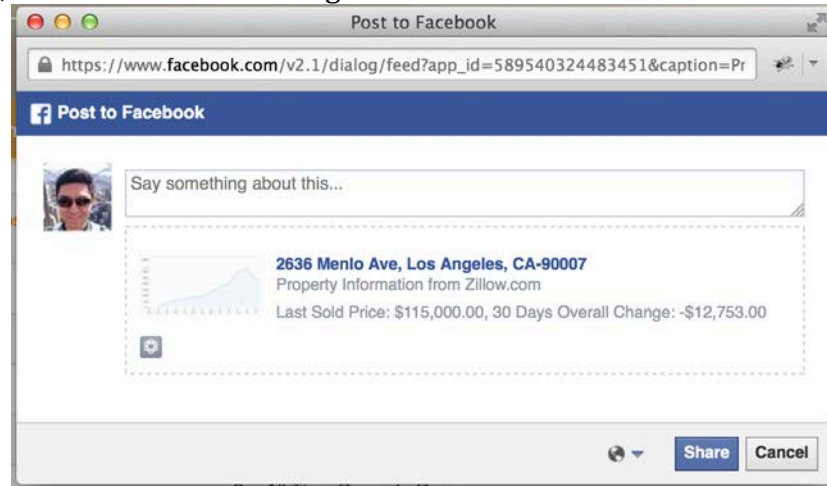 Post to Facebook
https://www.facebook.com/v2.1/dialog/feed?app_id=589540324483451&caption=Pr
Post to Facebook
Say something about this...
2636 Menlo Ave, Los Angeles, CA-90007
Property Information from Zillow.com
Last Sold Price: $115,000.00, 30 Days Overall Change: -$12,753.00
Share Cancel